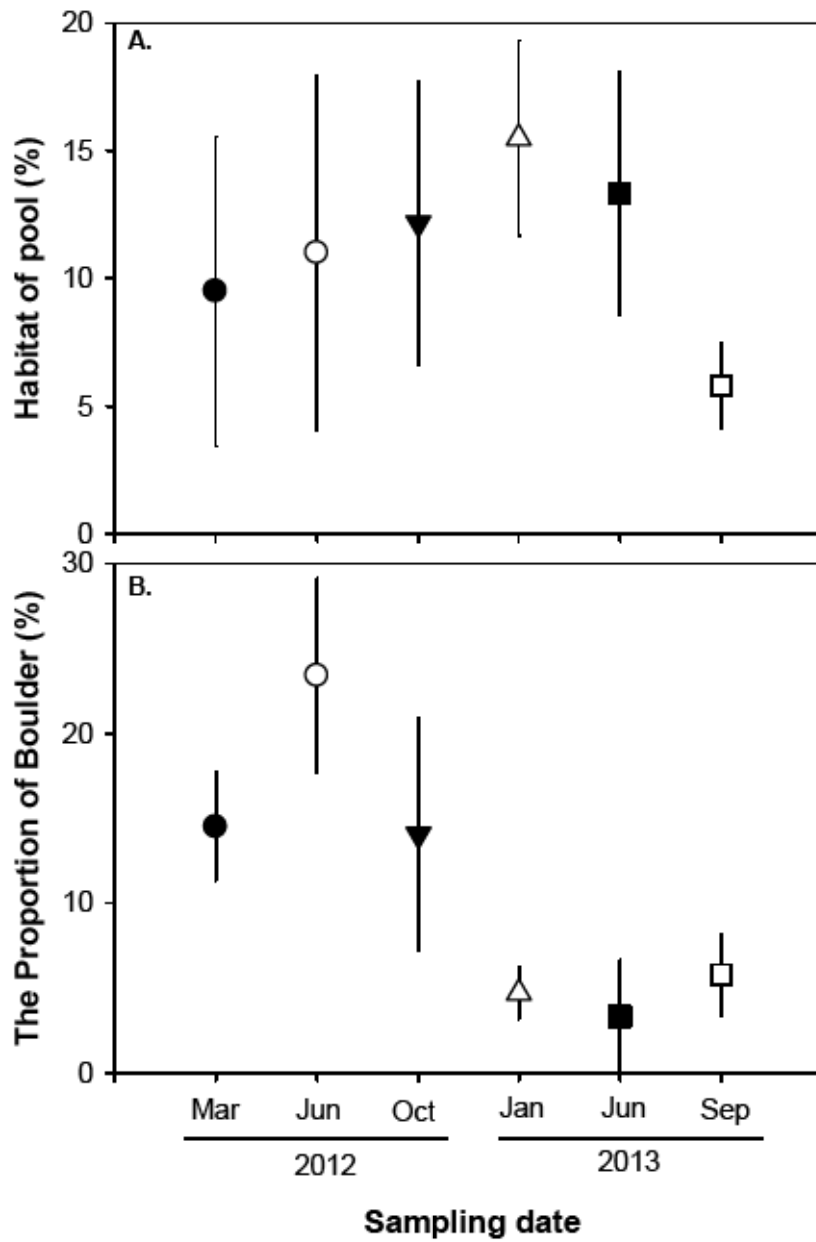 A.
Habitat of pool (%)
20
15
10
5
0
B.
The Proportion of Boulder (%)
30
20
10
0
Mar Jun Oct Jan Jun Sep
2012 2013
Sampling date